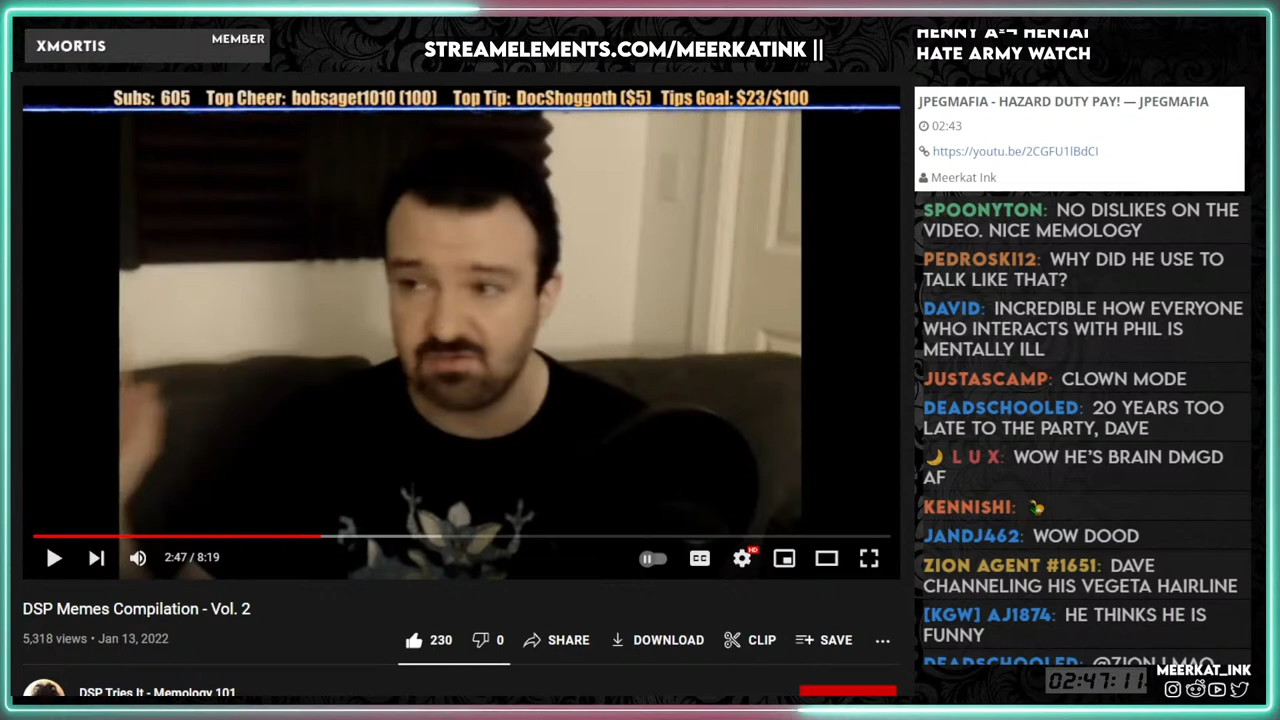 XMORTIS
MEMBER
STREAMELEMENTS.COM/MEERKATINK ||
HATE ARMY WATCH
Subs: 605 Top Cheer: bobsaget1010 (100) Top Tip: DocShoggoth ($5) Tips Goal: $23/$100
JPEGMAFIA - HAZARD DUTY PAY! — JPEGMAFIA
02:43
https://youtu.be/2CGFU1lBdCI
Meerkat Ink
SPOONYTON: NO DISLIKES ON THE
VIDEO. NICE MEMOLOGY
PEDROSKI12: WHY DID HE USE TO
TALK LIKE THAT?
DAVID: INCREDIBLE HOW EVERYONE
WHO INTERACTS WITH PHIL IS
MENTALLY ILL
JUSTASCAMP: CLOWN MODE
DEADSCHOOLED: 20 YEARS TOO
LATE TO THE PARTY, DAVE
L U X: WOW HE'S BRAIN DMGD
AF
KENNISHI:
JANDJ462: WOW DOOD
ZION AGENT #1651: DAVE
CHANNELING HIS VEGETA HAIRLINE
[KGW] AJ1874: HE THINKS HE IS
FUNNY
DEADSCHOOLED: @ZION LMAO
2:47 / 8:19
CC
HD
DSP Memes Compilation - Vol. 2
5,318 views • Jan 13, 2022
230
0
SHARE
DOWNLOAD
CLIP
SAVE
DSP Tries It - Memology 101
02:47:11
MEERKAT_INK